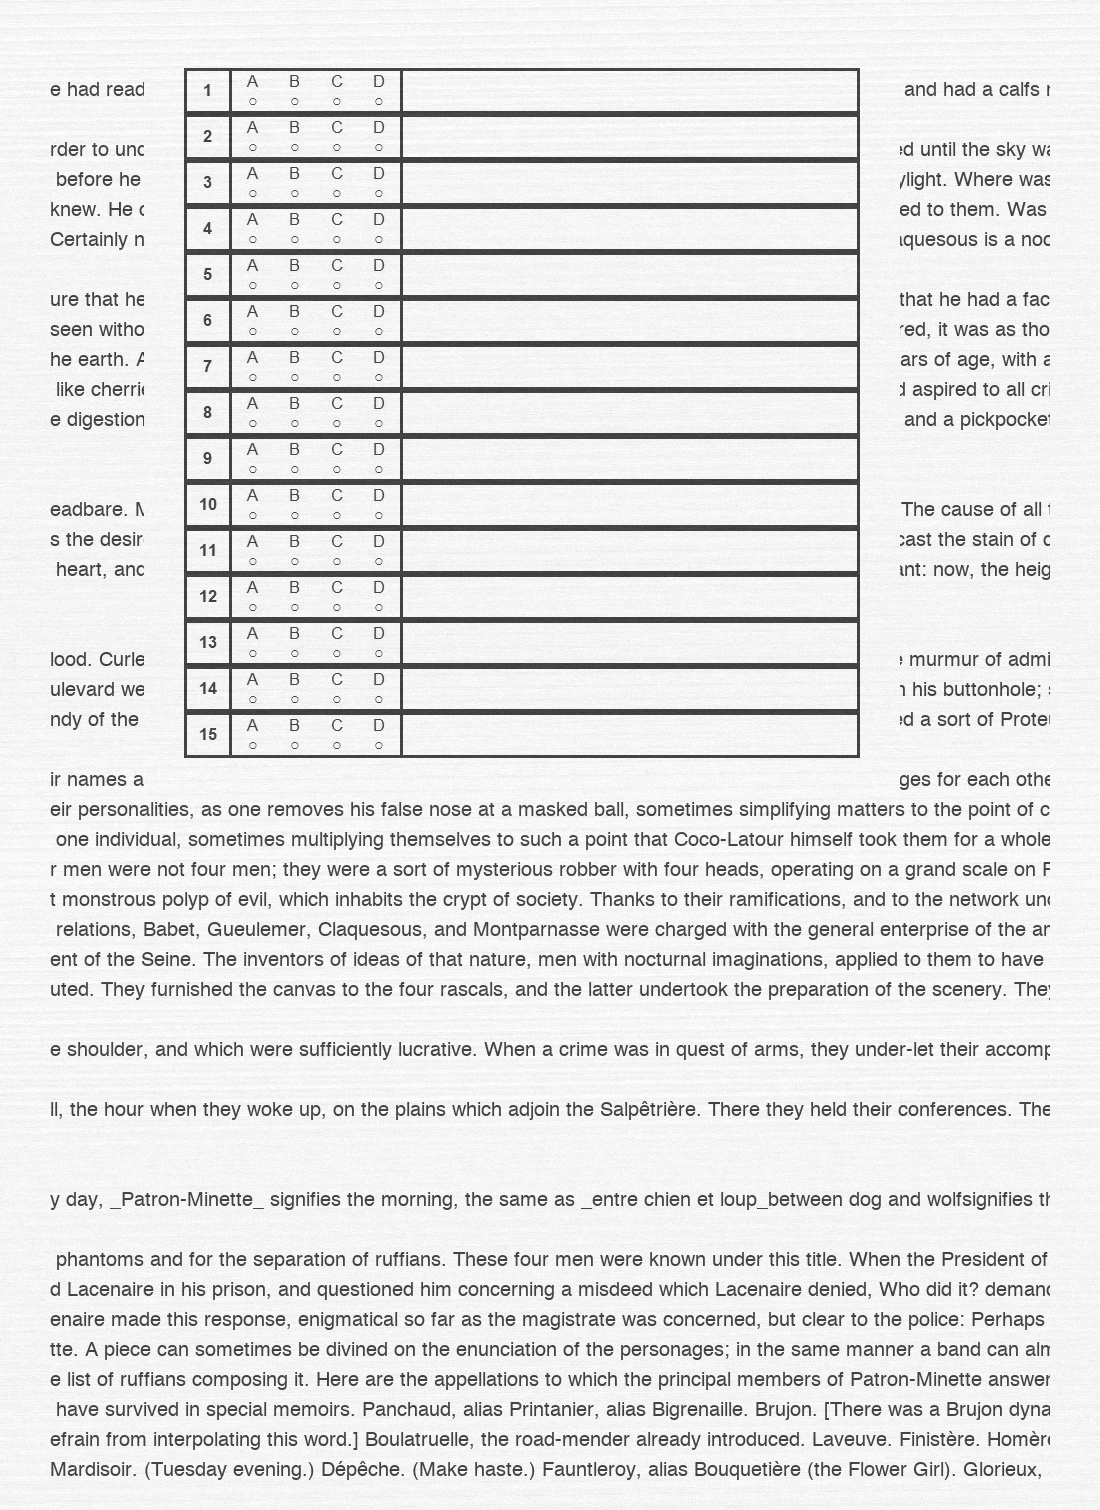 e had read
rder to und
before he
knew. He d
Certainly n
ure that he
seen witho
he earth. A
like cherrie
e digestion
eadbare. M
s the desire
heart, and
lood. Curle
ulevard we
ndy of the
ir names a
1 A B C D
2 A B C D
3 A B C D
4 A B C D
5 A B C D
6 A B C D
7 A B C D
8 A B C D
9 A B C D
10 A B C D
11 A B C D
12 A B C D
13 A B C D
14 A B C D
15 A B C D
and had a calfs
ed until the sky wa
ylight. Where was
ed to them. Was
aquesous is a noc
that he had a fac
red, it was as tho
ars of age, with a
d aspired to all cri
and a pickpocket
The cause of all
cast the stain of
ant: now, the heig
murmur of admi
his buttonhole;
ed a sort of Prote
ges for each othe
eir personalities, as one removes his false nose at a masked ball, sometimes simplifying matters to the point of c
one individual, sometimes multiplying themselves to such a point that Coco-Latour himself took them for a whole
r men were not four men; they were a sort of mysterious robber with four heads, operating on a grand scale on P
t monstrous polyp of evil, which inhabits the crypt of society. Thanks to their ramifications, and to the network und
relations, Babet, Gueulemer, Claquesous, and Montparnasse were charged with the general enterprise of the am
ent of the Seine. The inventors of ideas of that nature, men with nocturnal imaginations, applied to them to have
uted. They furnished the canvas to the four rascals, and the latter undertook the preparation of the scenery. They
e shoulder, and which were sufficiently lucrative. When a crime was in quest of arms, they under-let their accomp
ll, the hour when they woke up, on the plains which adjoin the Salpêtrière. There they held their conferences. The
y day, _Patron-Minette_ signifies the morning, the same as _entre chien et loup_between dog and wolfsignifies th
phantoms and for the separation of ruffians. These four men were known under this title. When the President of
d Lacenaire in his prison, and questioned him concerning a misdeed which Lacenaire denied, Who did it? demand
enaire made this response, enigmatical so far as the magistrate was concerned, but clear to the police: Perhaps
tte. A piece can sometimes be divined on the enunciation of the personages; in the same manner a band can alm
e list of ruffians composing it. Here are the appellations to which the principal members of Patron-Minette answer
have survived in special memoirs. Panchaud, alias Printanier, alias Bigrenaille. Brujon. [There was a Brujon dyna
efrain from interpolating this word.] Boulatruelle, the road-mender already introduced. Laveuve. Finistère. Homère
Mardisoir. (Tuesday evening.) Dépêche. (Make haste.) Fauntleroy, alias Bouquetière (the Flower Girl). Glorieux,